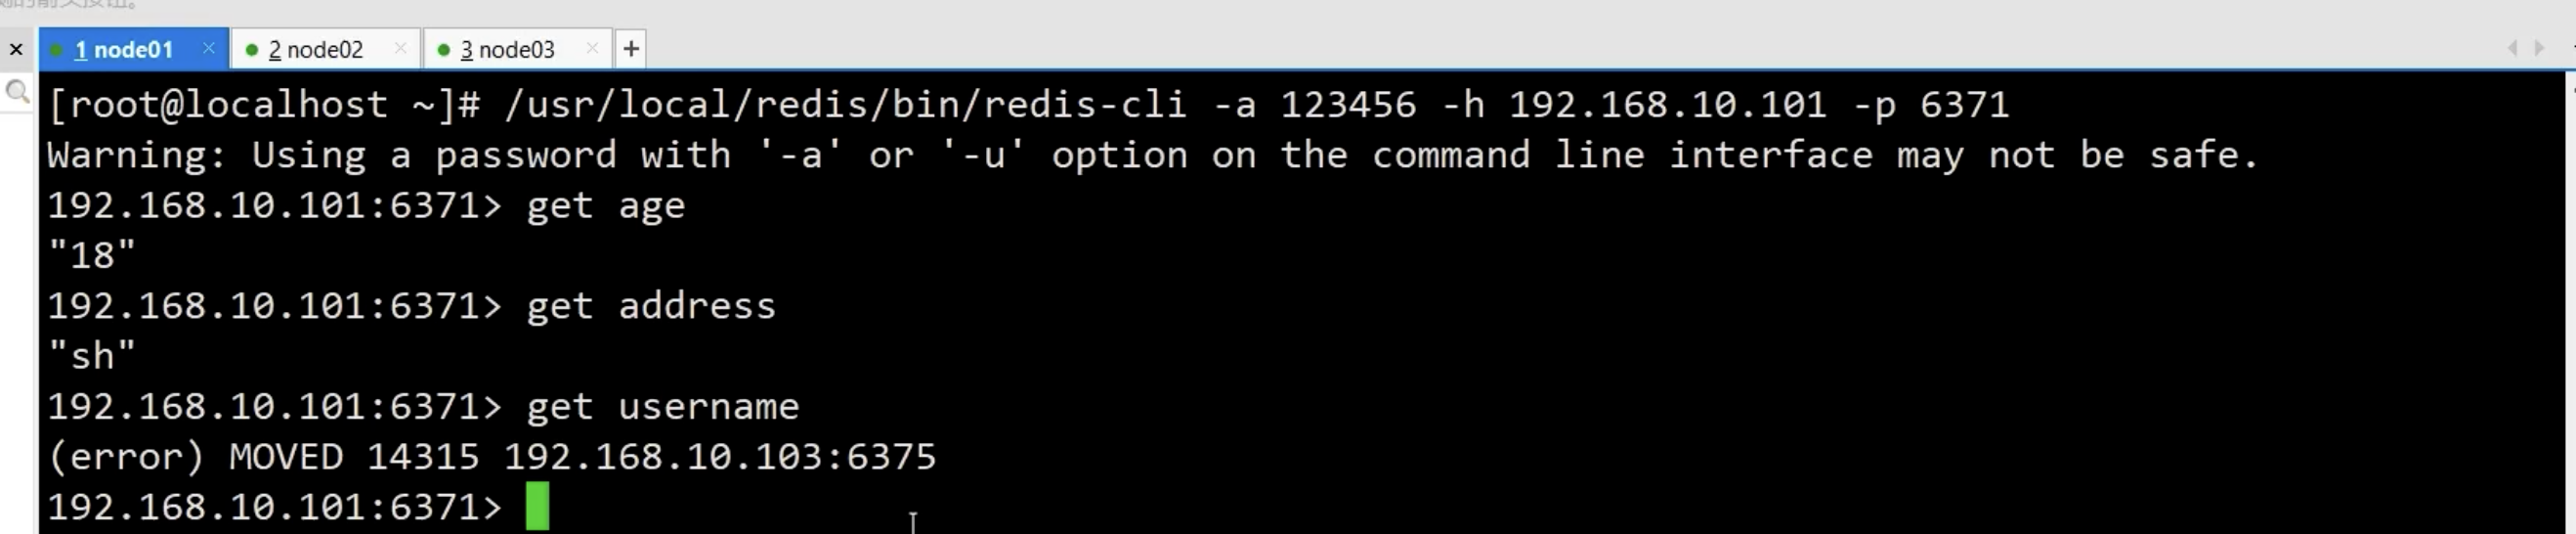 1 node01
2 node02
3 node03
[root@localhost ~]# /usr/local/redis/bin/redis-cli -a 123456 -h 192.168.10.101 -p 6371
Warning: Using a password with '-a' or '-u' option on the command line interface may not be safe.
192.168.10.101:6371> get age
"18"
192.168.10.101:6371> get address
"sh"
192.168.10.101:6371> get username
(error) MOVED 14315 192.168.10.103:6375
192.168.10.101:6371>